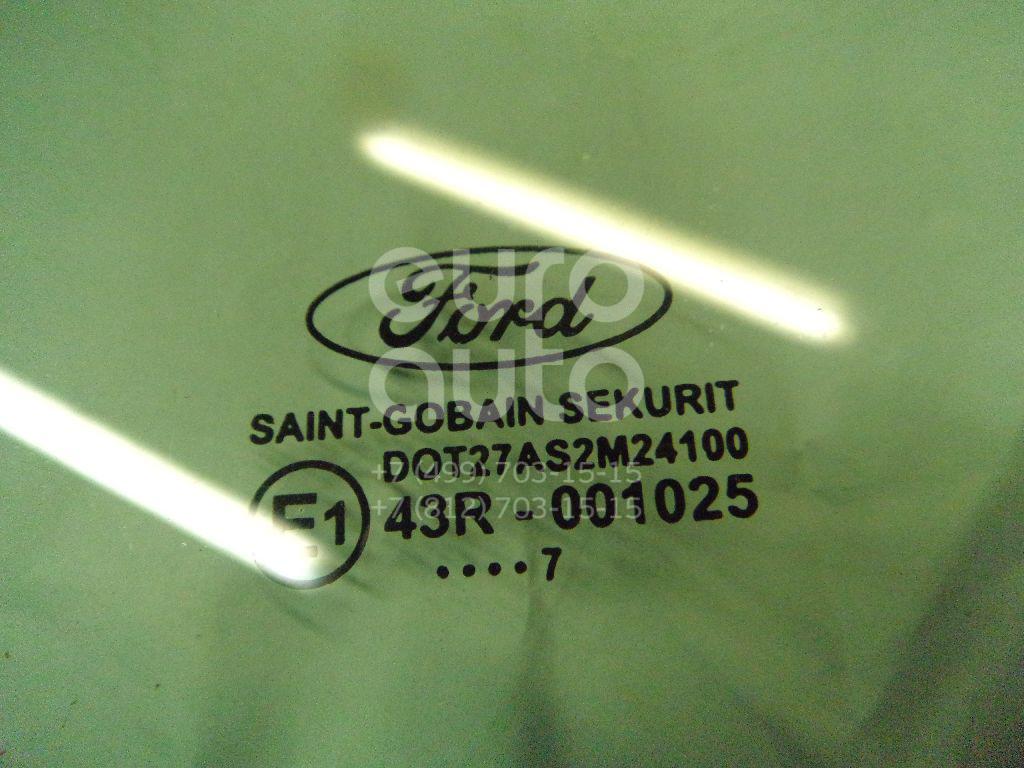 euro
auto
Ford
SAINT-GOBAIN SEKURIT
DOT27AS2M24100
+7 (499) 703-15-15
E1 43R - 001025
+7 (812) 703-15-15
....7